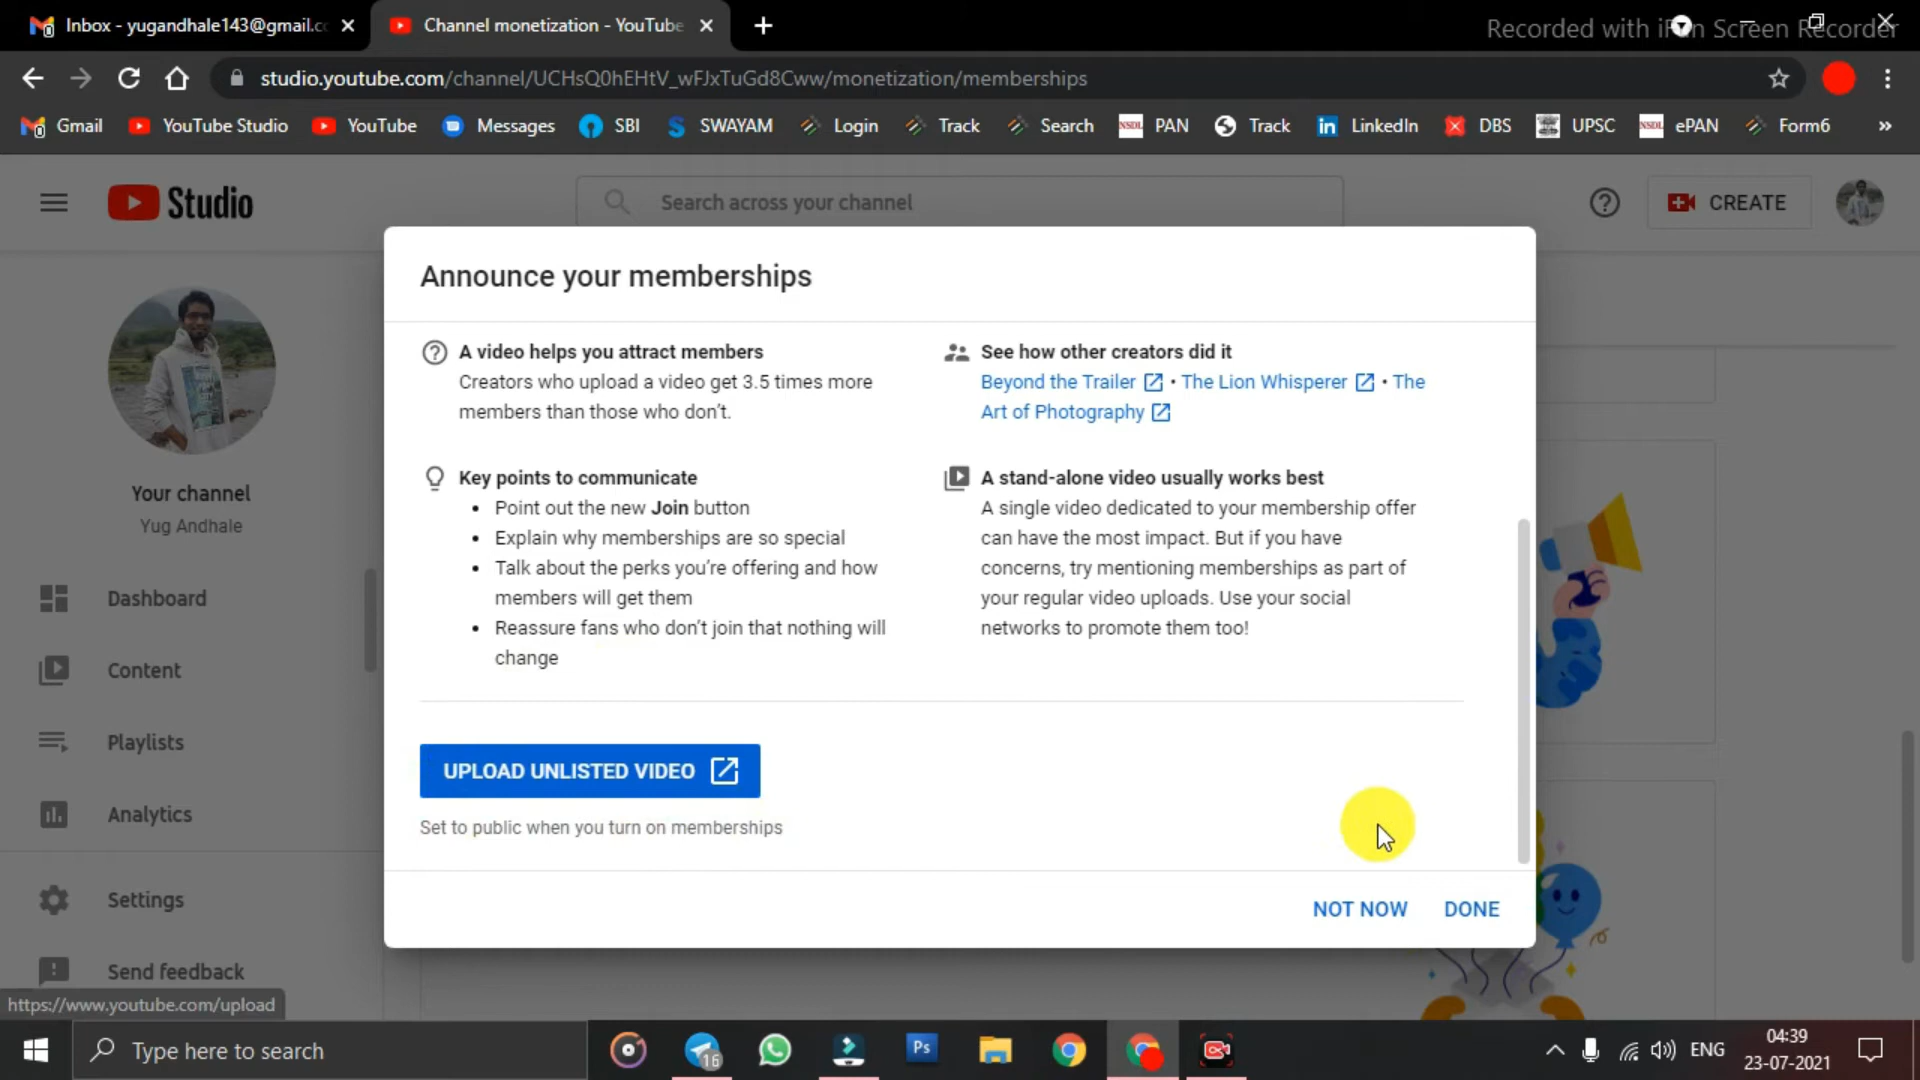 Inbox - yugandhale143@gmail.c
Channel monetization - YouTube
Recorded with iFun Screen Recorder
studio.youtube.com/channel/UCHsQ0hEHtV_wFJxTuGd8Cww/monetization/memberships
Gmail YouTube Studio YouTube Messages SBI SWAYAM Login Track Search PAN Track LinkedIn DBS UPSC ePAN Form6 »
Studio
Search across your channel
CREATE
Announce your memberships
A video helps you attract members
Creators who upload a video get 3.5 times more
members than those who don't.
See how other creators did it
Beyond the Trailer • The Lion Whisperer • The
Art of Photography
Key points to communicate
• Point out the new Join button
• Explain why memberships are so special
• Talk about the perks you're offering and how
members will get them
• Reassure fans who don't join that nothing will
change
A stand-alone video usually works best
A single video dedicated to your membership offer
can have the most impact. But if you have
concerns, try mentioning memberships as part of
your regular video uploads. Use your social
networks to promote them too!
UPLOAD UNLISTED VIDEO
Set to public when you turn on memberships
NOT NOW DONE
Your channel
Yug Andhale
Dashboard
Content
Playlists
Analytics
Settings
Send feedback
https://www.youtube.com/upload
Type here to search
16
Ps
ENG
04:39
23-07-2021